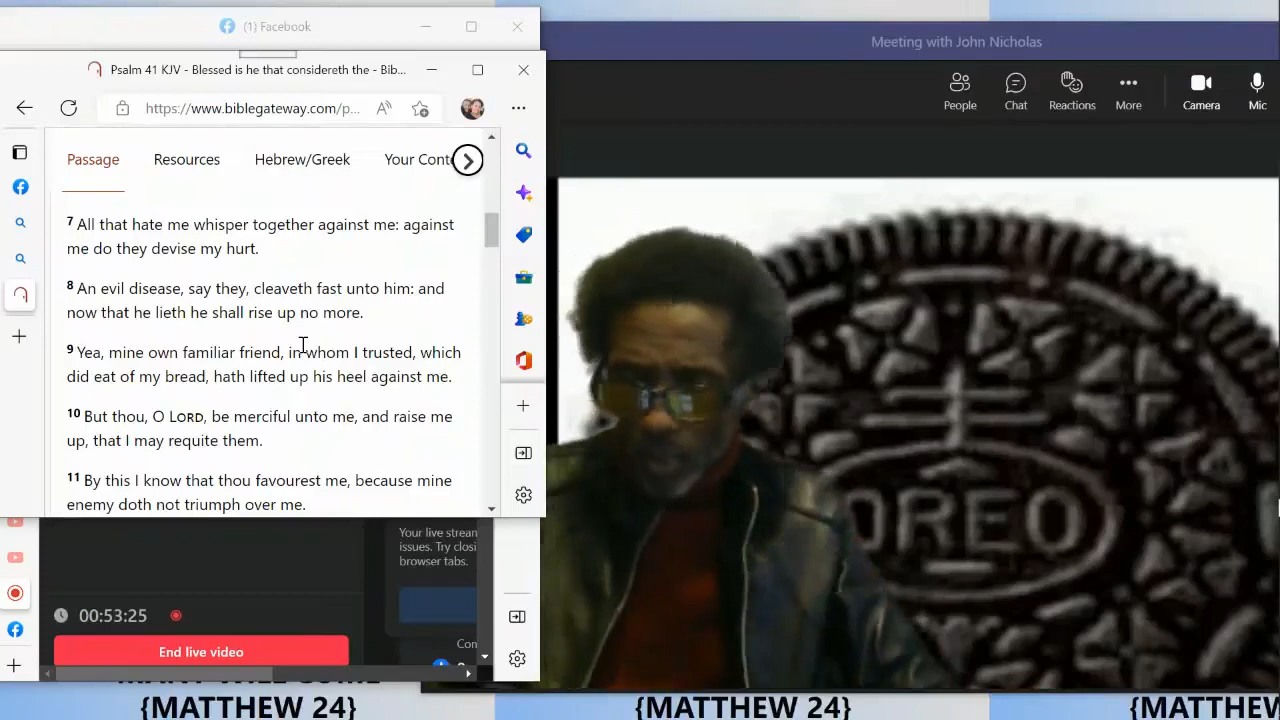 (1) Facebook
Psalm 41 KJV - Blessed is he that considereth the - Bib...
https://www.biblegateway.com/p...
Passage Resources Hebrew/Greek Your Cont
7 All that hate me whisper together against me: against
me do they devise my hurt.
8 An evil disease, say they, cleaveth fast unto him: and
now that he lieth he shall rise up no more.
9 Yea, mine own familiar friend, in whom I trusted, which
did eat of my bread, hath lifted up his heel against me.
10 But thou, O LORD, be merciful unto me, and raise me
up, that I may requite them.
11 By this I know that thou favourest me, because mine
enemy doth not triumph over me.
Your live stream
issues. Try closi
browser tabs.
00:53:25
Con
End live video
Meeting with John Nicholas
People Chat Reactions More Camera Mic
OREO
{MATTHEW 24} {MATTHEW 24} {MATTHEW